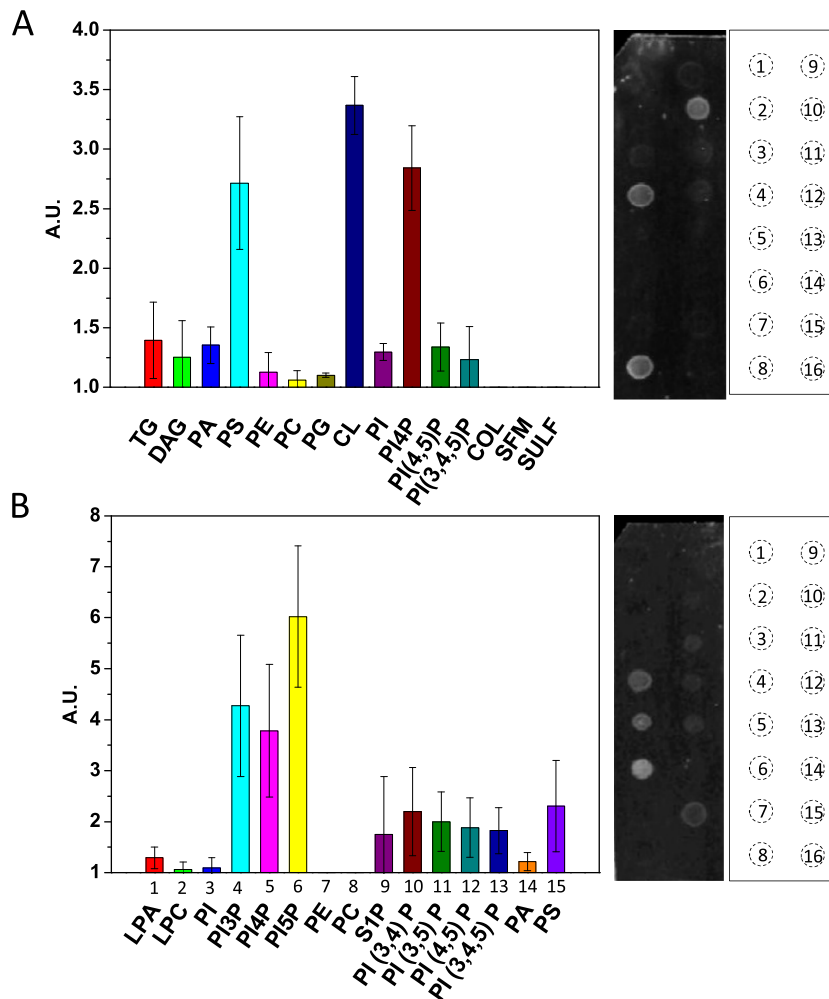 A
4.0
3.5
3.0
2.5
2.0
1.5
1.0
A.U.
TG
DAG
PA
PS
PE
PC
PG
CL
PI
PI4P
PI(4,5)P
PI(3,4,5)P
COL
SFM
SULF
1 9
2 10
3 11
4 12
5 13
6 14
7 15
8 16
B
8
7
6
5
4
3
2
1
A.U.
1 2 3 4 5 6 7 8 9 10 11 12 13 14 15
LPA
LPC
PI
PI3P
PI4P
PI5P
PE
PC
S1P
PI (3,4) P
PI (3,5) P
PI (4,5) P
PI (3,4,5) P
PA
PS
1 9
2 10
3 11
4 12
5 13
6 14
7 15
8 16